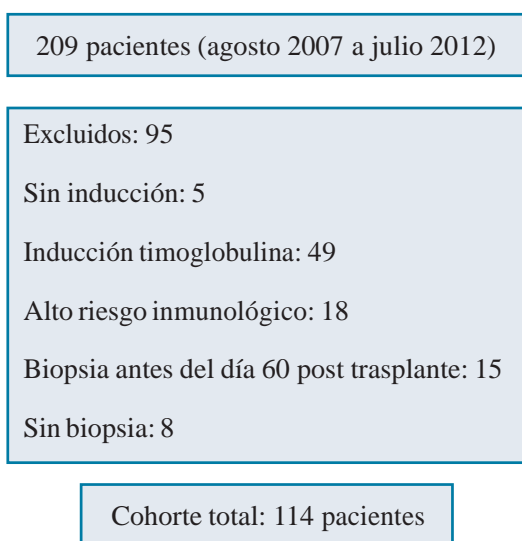 209 pacientes (agosto 2007 a julio 2012)
Excluidos: 95
Sin inducción: 5
Inducción timoglobulina: 49
Alto riesgo inmunológico: 18
Biopsia antes del día 60 post trasplante: 15
Sin biopsia: 8
Cohorte total: 114 pacientes